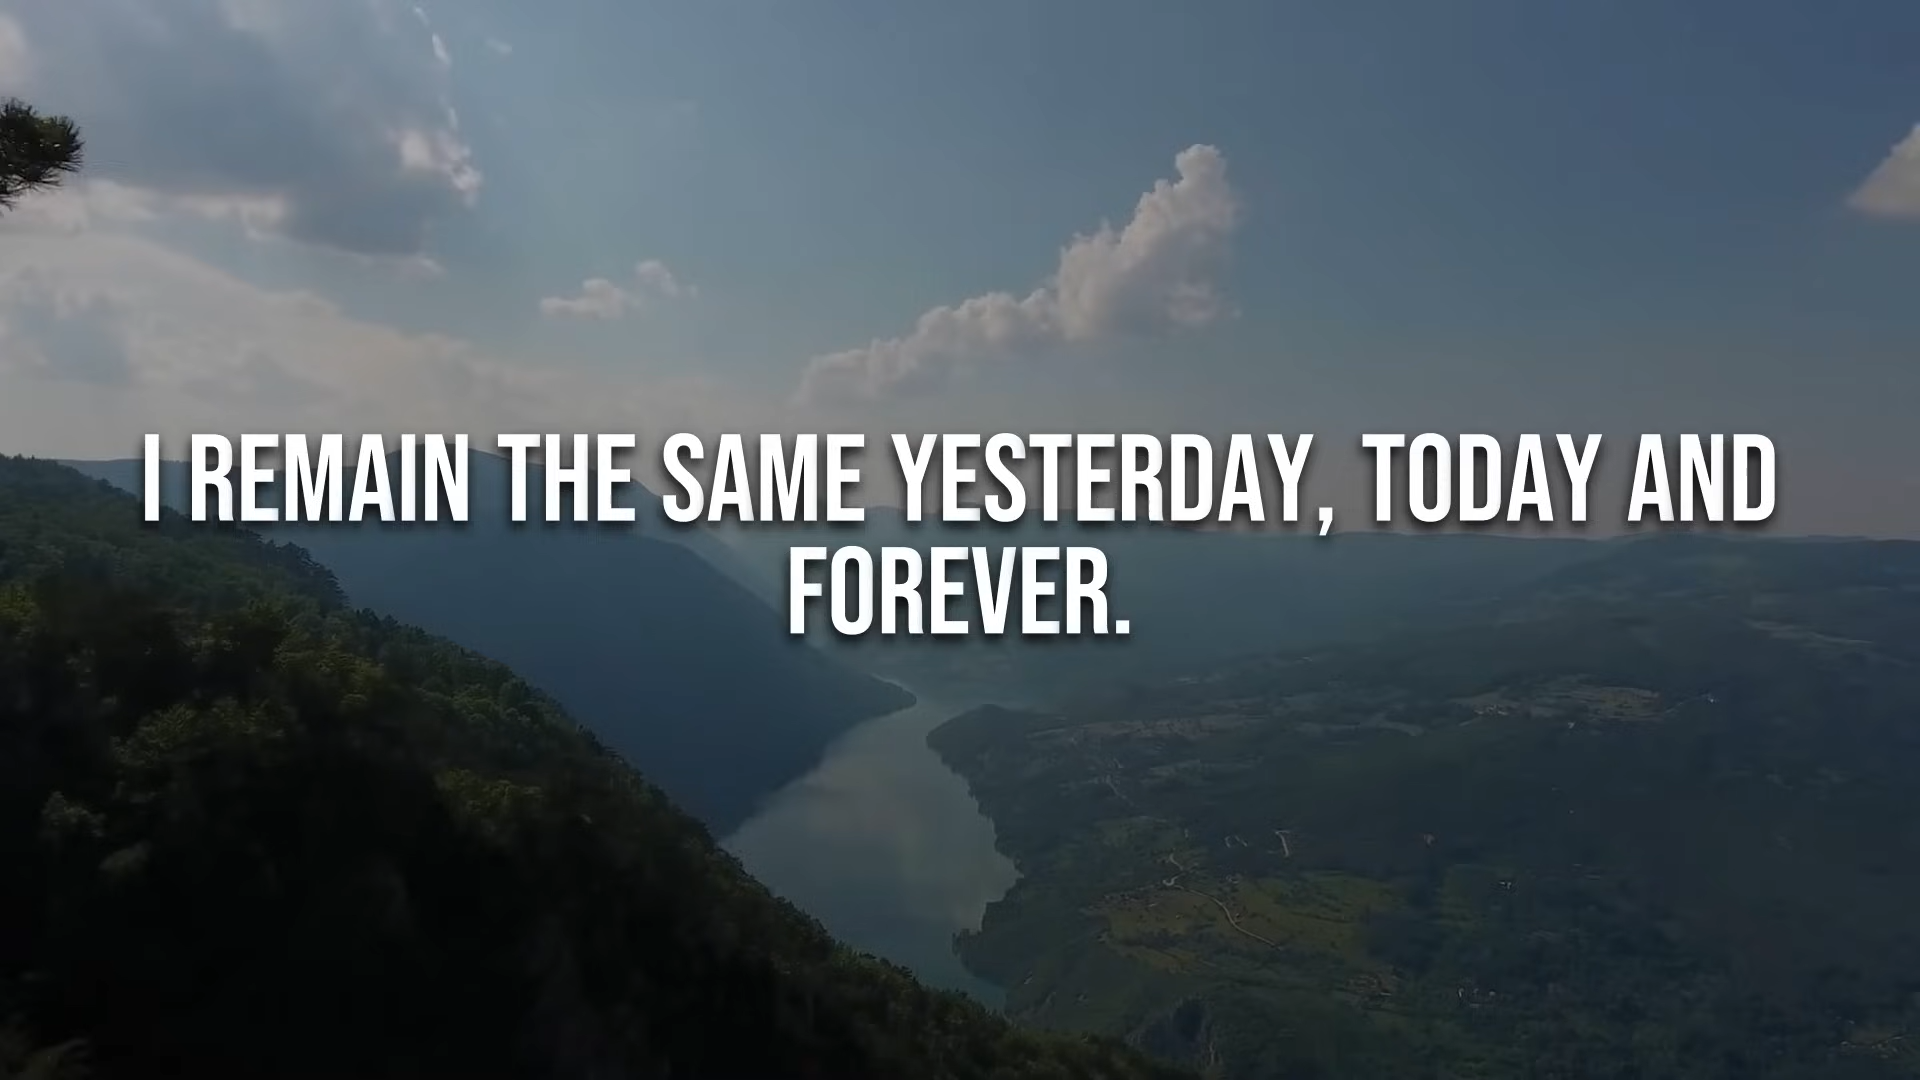 I REMAIN THE SAME YESTERDAY, TODAY AND
FOREVER.